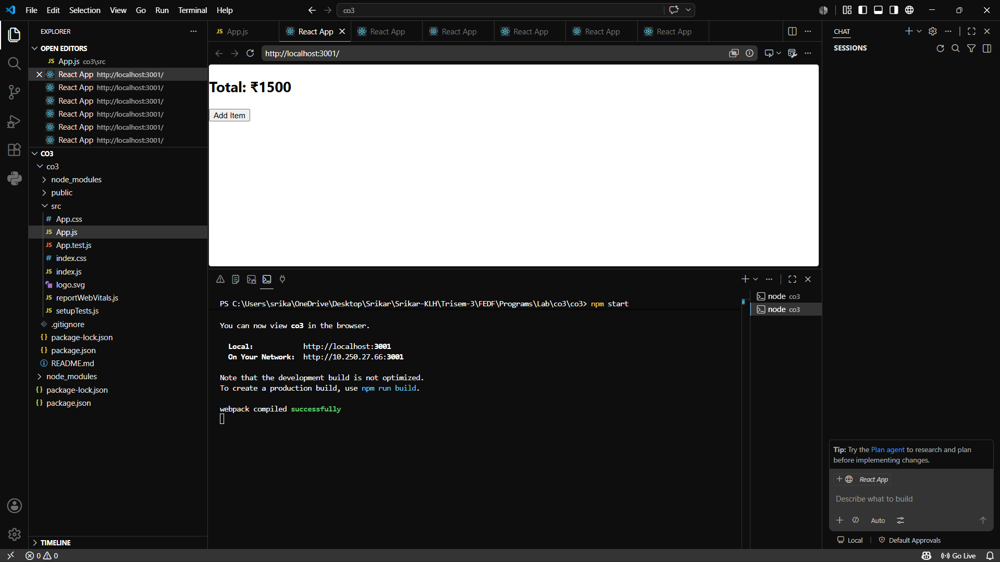 File Edit Selection View Go Run Terminal Help
co3
EXPLORER
OPEN EDITORS
JS App.js co3\src
React App http://localhost:3001/
React App http://localhost:3001/
React App http://localhost:3001/
React App http://localhost:3001/
React App http://localhost:3001/
React App http://localhost:3001/
CO3
co3
node_modules
public
src
# App.css
JS App.js
JS App.test.js
# index.css
JS index.js
logo.svg
JS reportWebVitals.js
JS setupTests.js
.gitignore
{} package-lock.json
{} package.json
README.md
node_modules
{} package-lock.json
{} package.json
TIMELINE
JS App.js
React App
React App
React App
React App
React App
React App
http://localhost:3001/
Total: ₹1500
Add Item
PS C:\Users\srika\OneDrive\Desktop\Srikar\Srikar-KLH\Trisem-3\FEDF\Programs\Lab\co3\co3> npm start
You can now view co3 in the browser.
Local: http://localhost:3001
On Your Network: http://10.250.27.66:3001
Note that the development build is not optimized.
To create a production build, use npm run build.
webpack compiled successfully
node co3
node co3
CHAT
SESSIONS
Tip: Try the Plan agent to research and plan
before implementing changes.
React App
Describe what to build
Auto
Local
Default Approvals
0 0
Go Live